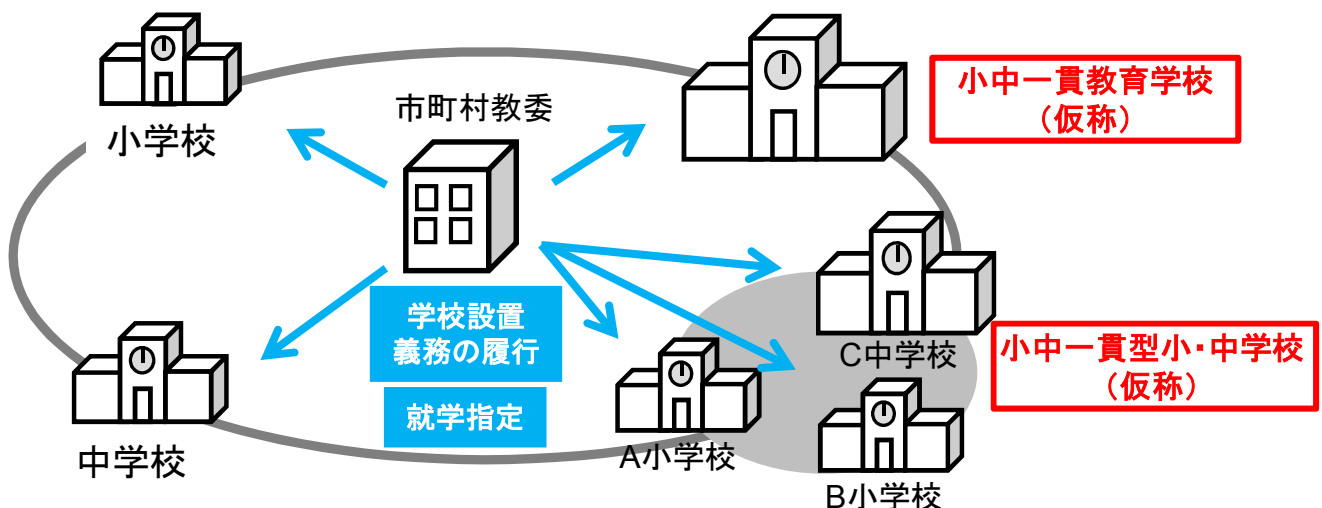 小学校
市町村教委
小中一貫教育学校
（仮称）
学校設置
義務の履行
就学指定
中学校
A小学校
C中学校
B小学校
小中一貫型小・中学校
（仮称）